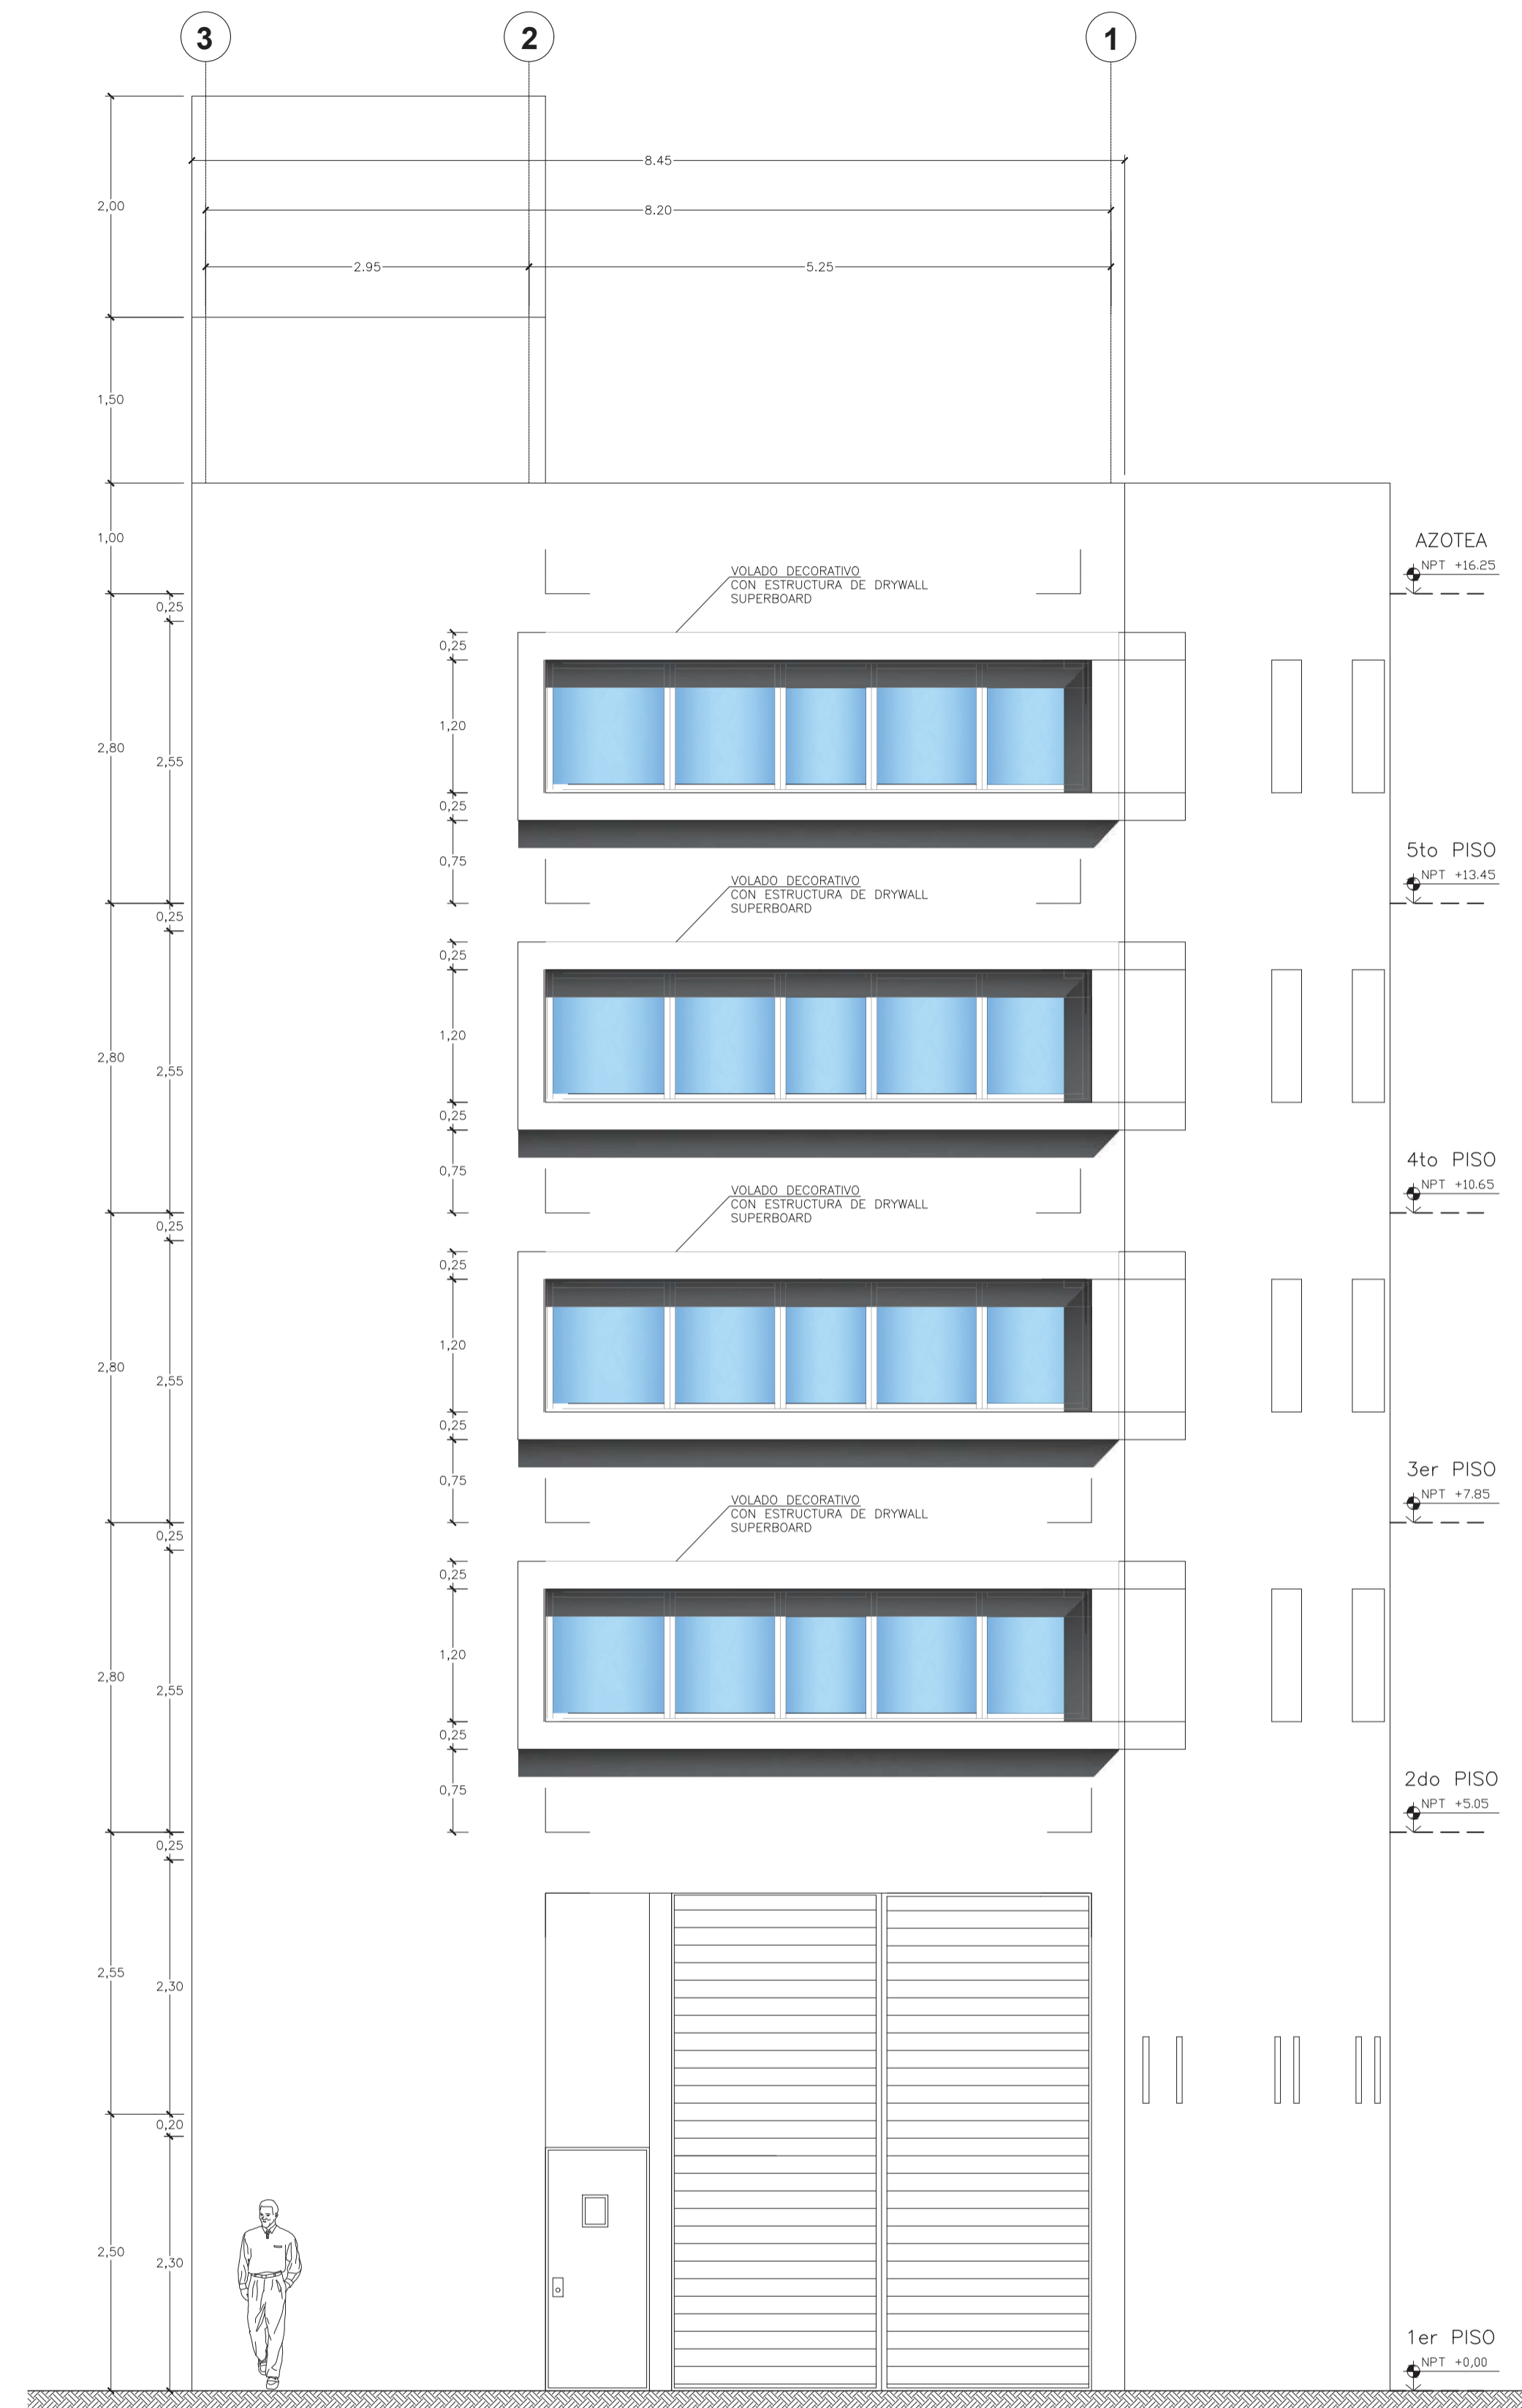 3
2
1
8.45
8.20
2.95
5.25
2,00
1,50
1,00
AZOTEA
NPT +16.25
VOLADO DECORATIVO
CON ESTRUCTURA DE DRYWALL
SUPERBOARD
0,25
0,25
1,20
2,80
2,55
0,25
5to PISO
0,75
NPT +13.45
VOLADO DECORATIVO
CON ESTRUCTURA DE DRYWALL
SUPERBOARD
0,25
0,25
1,20
2,80
2,55
0,25
4to PISO
0,75
NPT +10.65
VOLADO DECORATIVO
CON ESTRUCTURA DE DRYWALL
SUPERBOARD
0,25
0,25
1,20
2,80
2,55
0,25
3er PISO
0,75
NPT +7.85
VOLADO DECORATIVO
CON ESTRUCTURA DE DRYWALL
SUPERBOARD
0,25
0,25
1,20
2,80
2,55
0,25
2do PISO
0,75
NPT +5.05
0,25
2,55
2,30
0,20
2,50
2,30
1er PISO
NPT +0,00